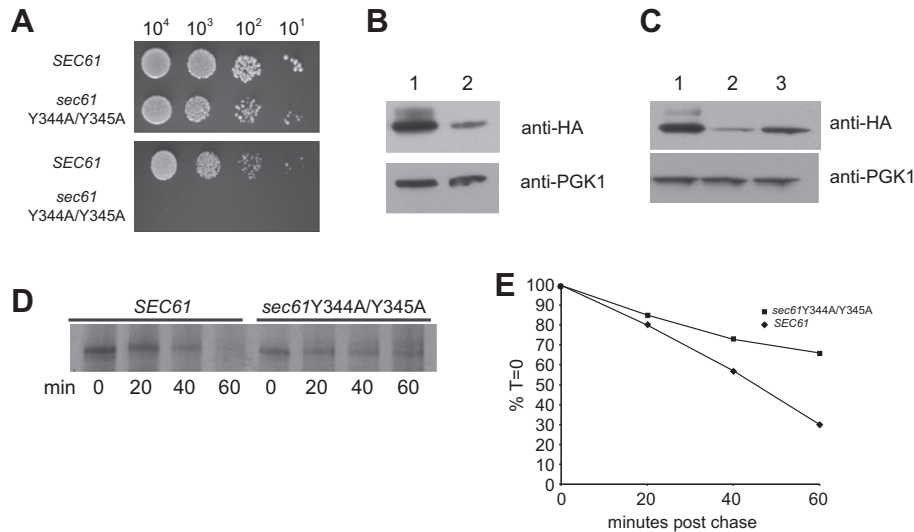 A
10⁴ 10³ 10² 10¹
SEC61
sec61
Y344A/Y345A
SEC61
sec61
Y344A/Y345A
B
1 2
anti-HA
anti-PGK1
C
1 2 3
anti-HA
anti-PGK1
D
SEC61 sec61Y344A/Y345A
min 0 20 40 60 0 20 40 60
E
100
90
80
70
60
50
40
30
20
10
0
% T=0
0 20 40 60
minutes post chase
sec61Y344A/Y345A
SEC61